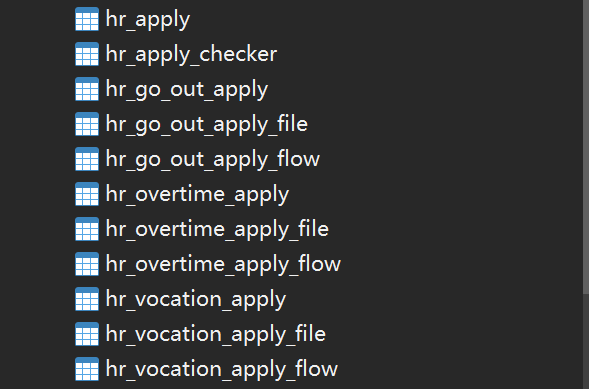 hr_apply
hr_apply_checker
hr_go_out_apply
hr_go_out_apply_file
hr_go_out_apply_flow
hr_overtime_apply
hr_overtime_apply_file
hr_overtime_apply_flow
hr_vocation_apply
hr_vocation_apply_file
hr_vocation_apply_flow